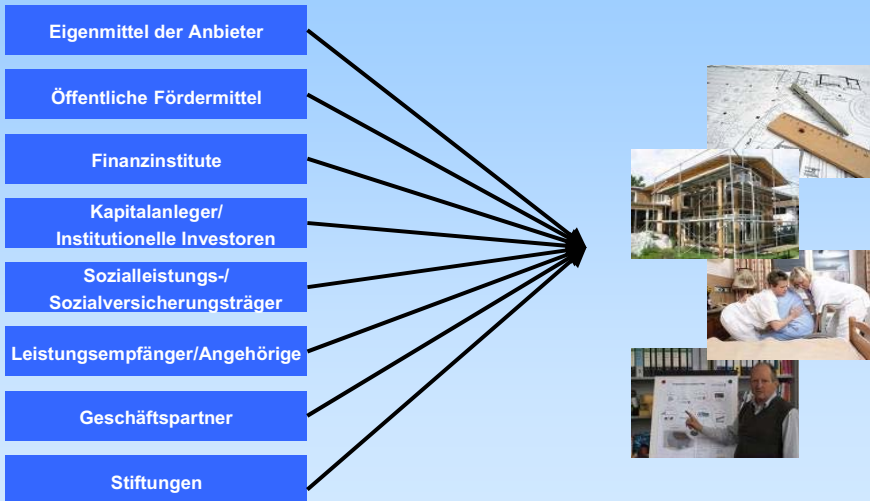 Eigenmittel der Anbieter
Öffentliche Fördermittel
Finanzinstitute
Kapitalanleger/
Institutionelle Investoren
Sozialleistungs-/
Sozialversicherungsträger
Leistungsempfänger/Angehörige
Geschäftspartner
Stiftungen